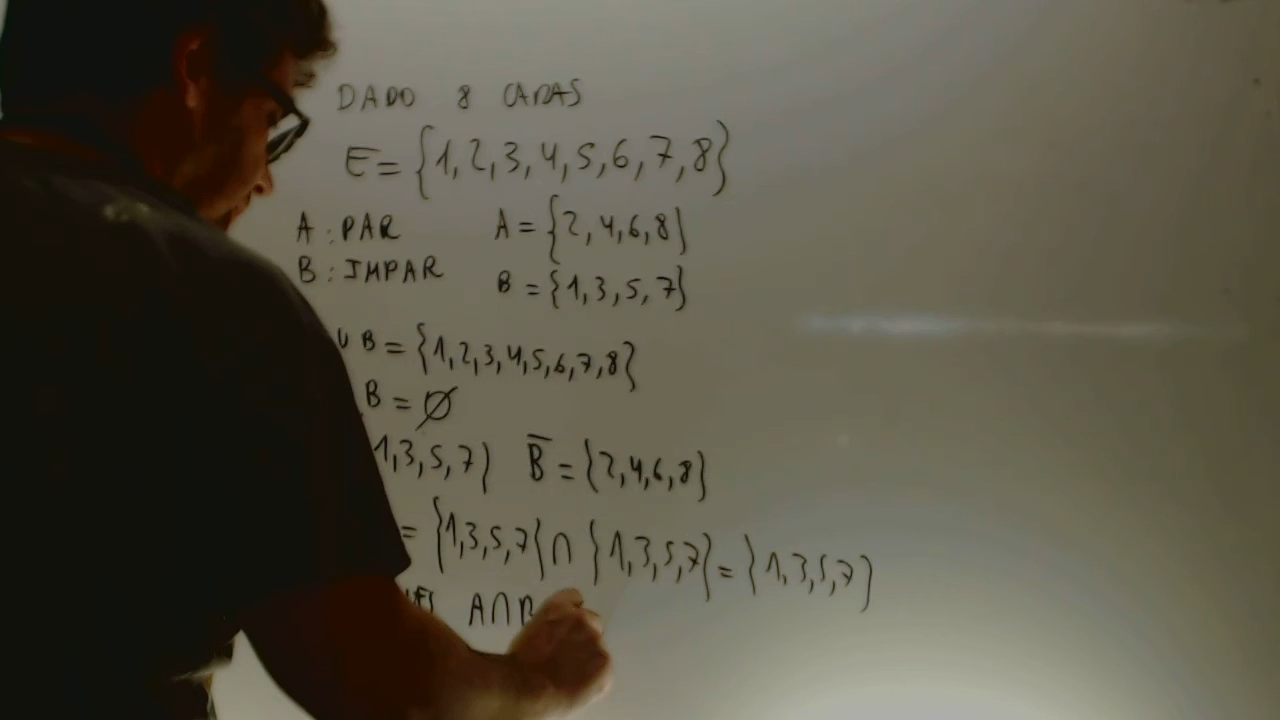 DADO 8 CARAS
E = {1, 2, 3, 4, 5, 6, 7, 8}
A : PAR A = {2, 4, 6, 8}
B : IMPAR B = {1, 3, 5, 7}
∪ B = {1, 2, 3, 4, 5, 6, 7, 8}
B = ∅
1, 3, 5, 7} B̅ = {2, 4, 6, 8}
= {1, 3, 5, 7} ∩ {1, 3, 5, 7} = {1, 3, 5, 7}
A ∩ B